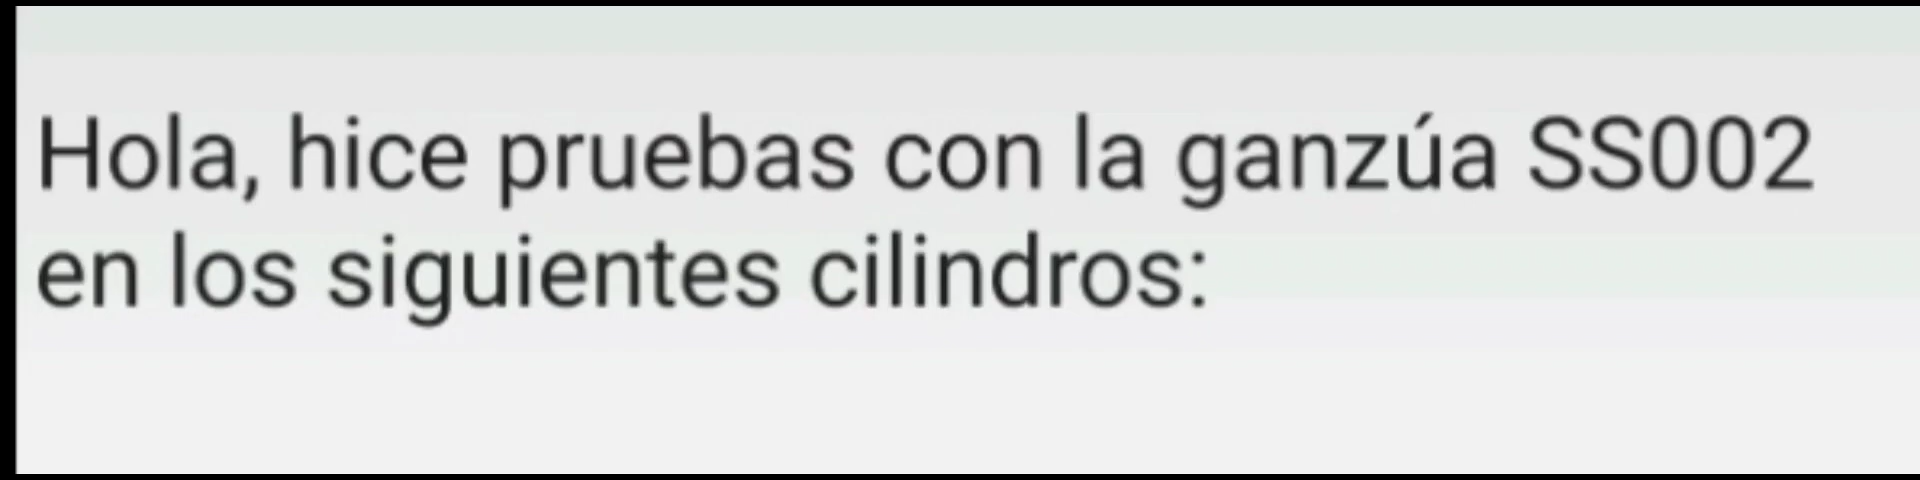 Hola, hice pruebas con la ganzúa SS002
en los siguientes cilindros: